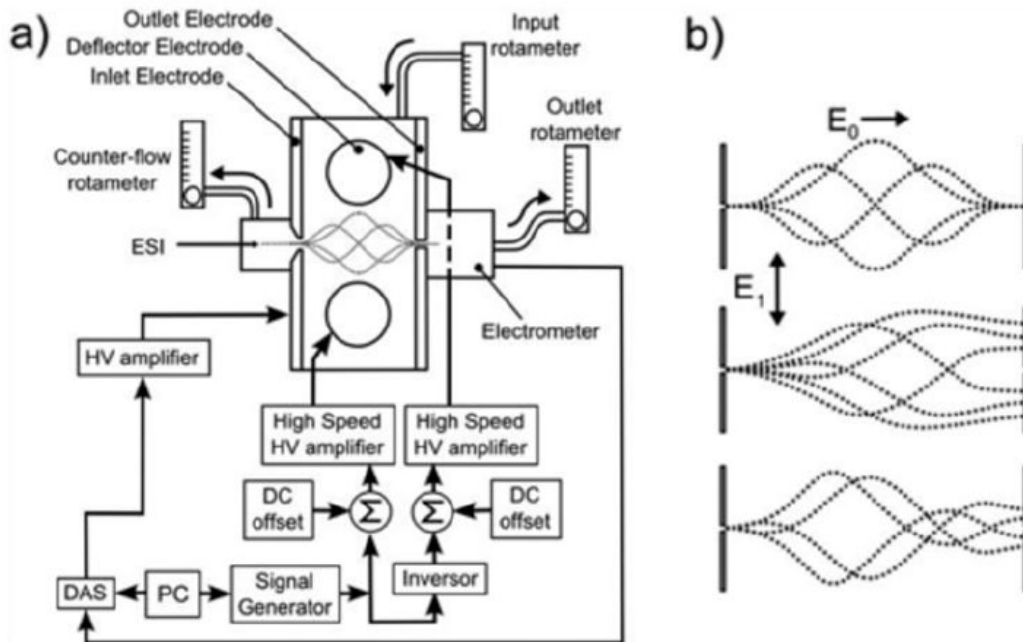 a)
Outlet Electrode
Deflector Electrode
Inlet Electrode
Input
rotameter
Outlet
rotameter
Counter-flow
rotameter
ESI
Electrometer
HV amplifier
High Speed
HV amplifier
High Speed
HV amplifier
DC
offset
Σ
Σ
DC
offset
DAS
PC
Signal
Generator
Inversor
b)
E₀
E₁